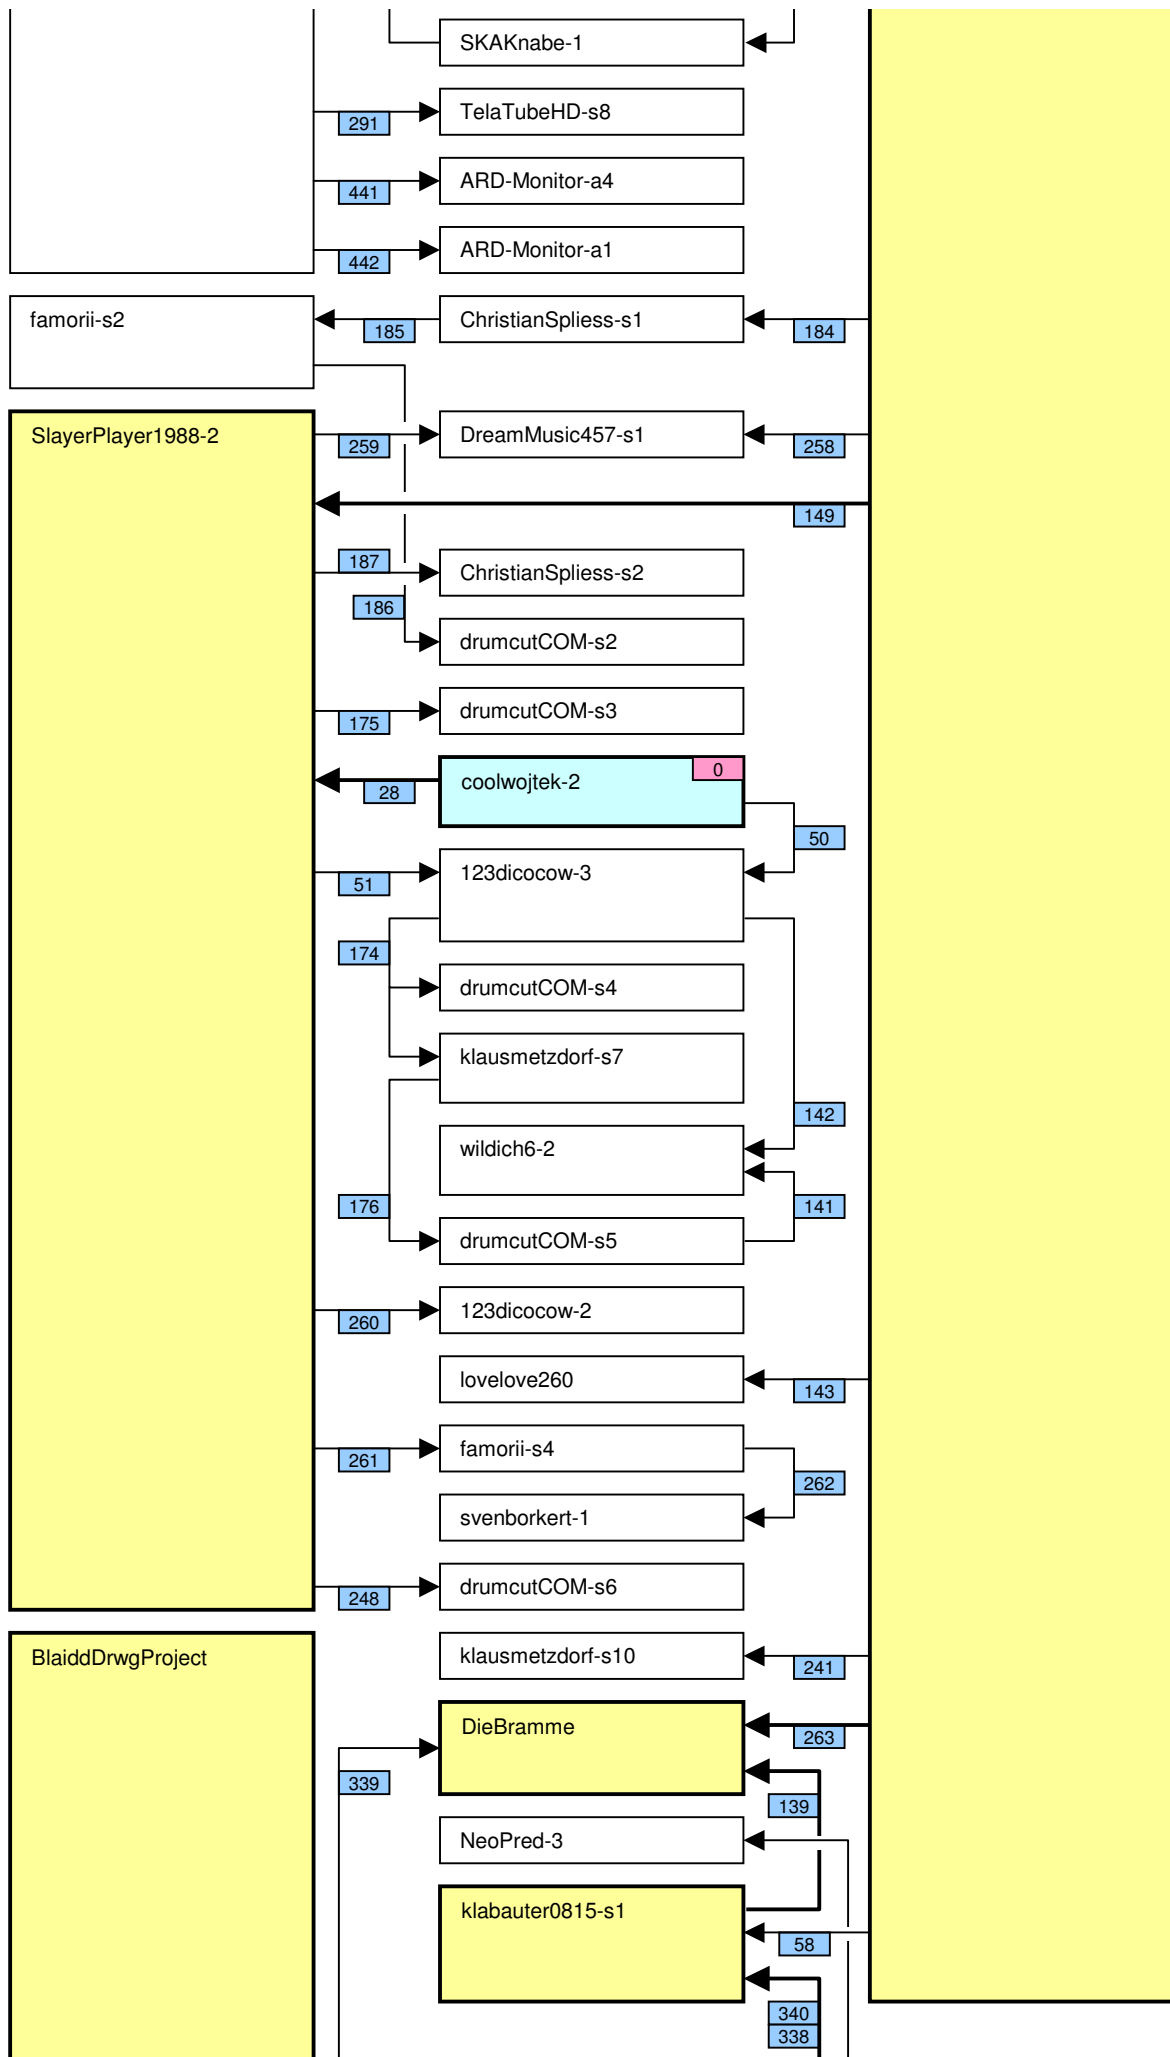 SKAKnabe-1
TelaTubeHD-s8
291
ARD-Monitor-a4
441
ARD-Monitor-a1
442
famorii-s2
ChristianSpliess-s1
185
184
SlayerPlayer1988-2
DreamMusic457-s1
259
258
149
187
ChristianSpliess-s2
186
drumcutCOM-s2
drumcutCOM-s3
175
0
coolwojtek-2
28
50
123dicocow-3
51
174
drumcutCOM-s4
klausmetzdorf-s7
142
wildich6-2
176
141
drumcutCOM-s5
123dicocow-2
260
lovelove260
143
famorii-s4
261
262
svenborkert-1
drumcutCOM-s6
248
BlaiddDrwgProject
klausmetzdorf-s10
241
DieBramme
263
339
139
NeoPred-3
klabauter0815-s1
58
340
338